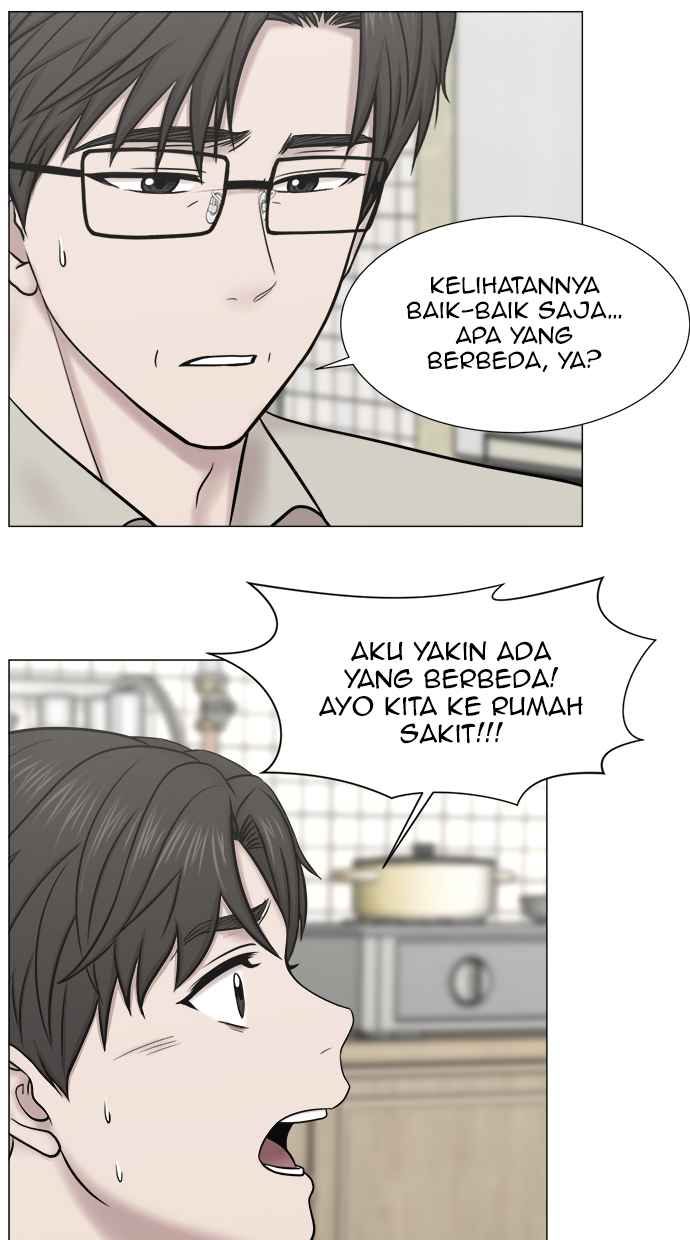 KELIHATANNYA
BAIK-BAIK SAJA...
APA YANG
BERBEDA, YA?
AKU YAKIN ADA
YANG BERBEDA!
AYO KITA KE RUMAH
SAKIT!!!